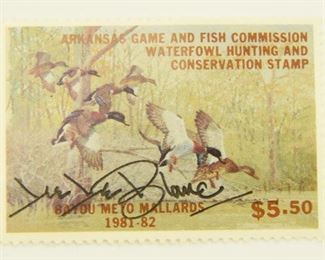 ARKANSAS GAME AND FISH COMMISSION
WATERFOWL HUNTING AND
CONSERVATION STAMP
BAYOU METO MALLARDS
1981-82
$5.50